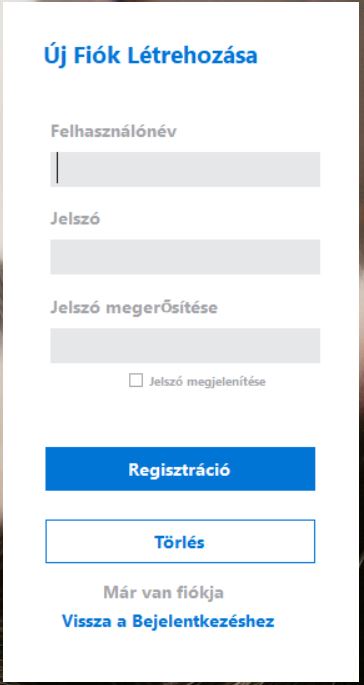 Új Fiók Létrehozása
Felhasználónév
Jelszó
Jelszó megerősítése
Jelszó megjelenítése
Regisztráció
Törlés
Már van fiókja
Vissza a Bejelentkezéshez